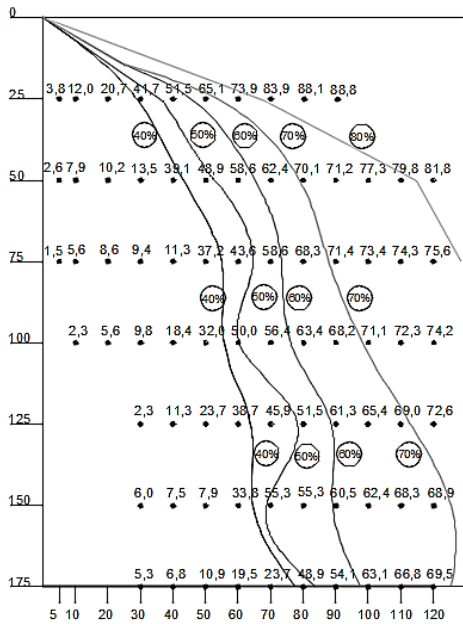 0
25 3,8 12,0 20,7 41,7 51,5 65,1 73,9 83,9 88,1 88,8
40% 50% 60% 70% 80%
50 2,6 7,9 10,2 13,5 39,1 48,9 58,6 62,4 70,1 71,2 77,3 79,8 81,8
75 1,5 5,6 8,6 9,4 11,3 37,2 43,6 58,6 68,3 71,4 73,4 74,3 75,6
40% 50% 60% 70%
100 2,3 5,6 9,8 18,4 32,0 50,0 56,4 63,4 68,2 71,1 72,3 74,2
125 2,3 11,3 23,7 38,7 45,9 51,5 61,3 65,4 69,0 72,6
40% 50% 60% 70%
150 6,0 7,5 7,9 33,8 55,3 55,3 60,5 62,4 68,3 68,9
175 5,3 6,8 10,9 19,5 23,7 48,9 54,1 63,1 66,8 69,5
5 10 20 30 40 50 60 70 80 90 100 110 120